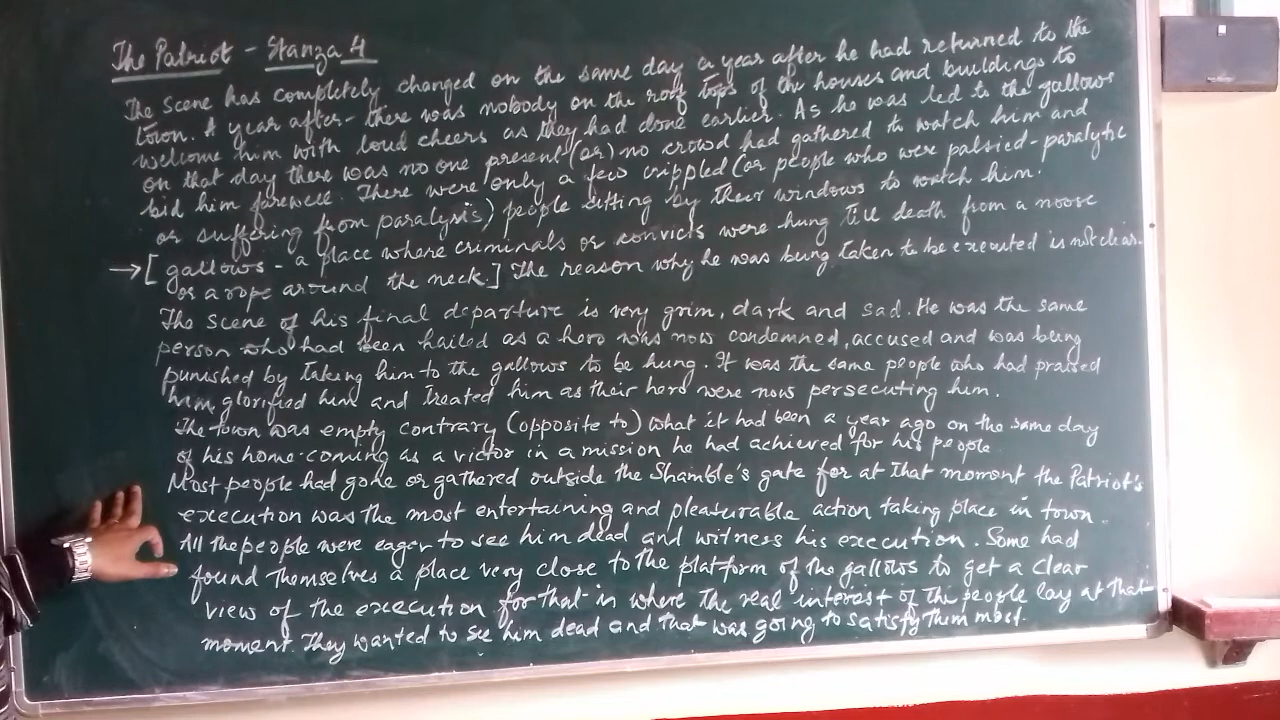 The Patriot - Stanza 4
The scene has completely changed on the same day a year after he had returned to the
town. A year after - there was nobody on the roof tops of the houses and buildings to
welcome him with loud cheers as they had done earlier. As he was led to the gallows
on that day there was no one present (or) no crowd had gathered to watch him and
bid him farewell. There were only a few crippled (or people who were palsied - paralytic
or suffering from paralysis) people sitting by their windows to watch him.
→ [gallows - a place where criminals or convicts were hung till death from a noose
or a rope around the neck.] The reason why he was being taken to be executed is not clear.
The scene of his final departure is very grim, dark and sad. He was the same
person who had been hailed as a hero was now condemned, accused and was being
punished by taking him to the gallows to be hung. It was the same people who had praised
him, glorified him and treated him as their hero were now persecuting him.
The town was empty contrary (opposite to) what it had been a year ago on the same day
of his home-coming as a victor in a mission he had achieved for his people
Most people had gone or gathered outside the Shamble's gate for at that moment the Patriot's
execution was the most entertaining and pleasurable action taking place in town.
All the people were eager to see him dead and witness his execution. Some had
found themselves a place very close to the platform of the gallows to get a clear
view of the execution for that is where the real interest of the people lay at that
moment. They wanted to see him dead and that was going to satisfy them most.